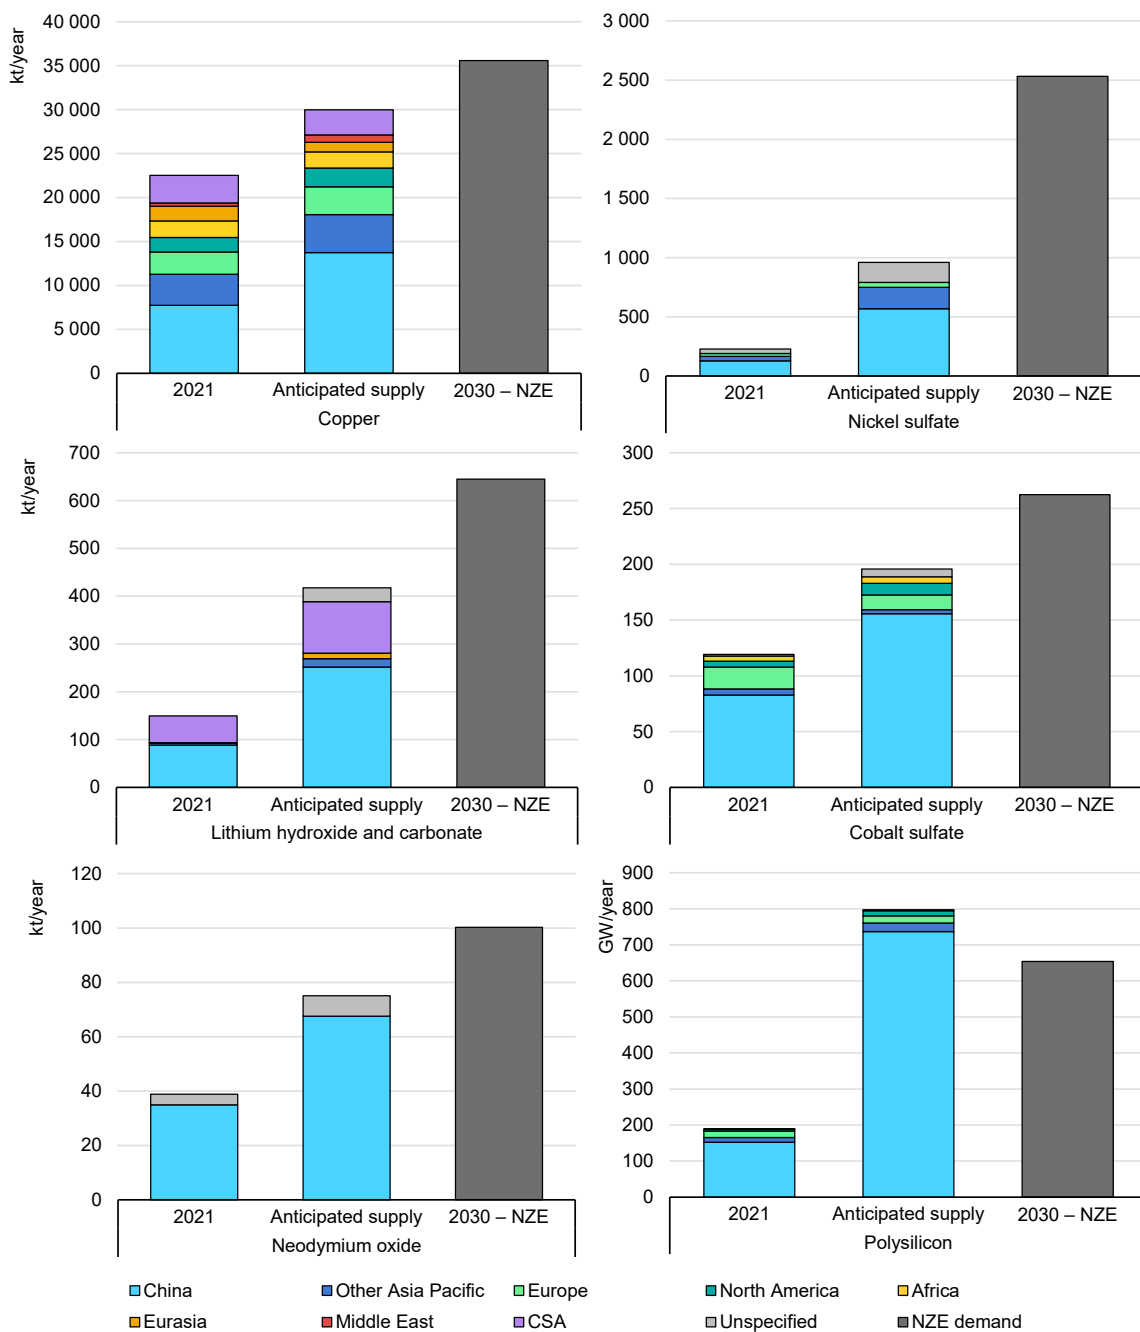 kt/year
40 000
35 000
30 000
25 000
20 000
15 000
10 000
5 000
0
2021 Anticipated supply 2030 – NZE
Copper
3 000
2 500
2 000
1 500
1 000
500
0
2021 Anticipated supply 2030 – NZE
Nickel sulfate
kt/year
700
600
500
400
300
200
100
0
2021 Anticipated supply 2030 – NZE
Lithium hydroxide and carbonate
300
250
200
150
100
50
0
2021 Anticipated supply 2030 – NZE
Cobalt sulfate
kt/year
120
100
80
60
40
20
0
2021 Anticipated supply 2030 – NZE
Neodymium oxide
GW/year
900
800
700
600
500
400
300
200
100
0
2021 Anticipated supply 2030 – NZE
Polysilicon
China Other Asia Pacific Europe North America Africa
Eurasia Middle East CSA Unspecified NZE demand